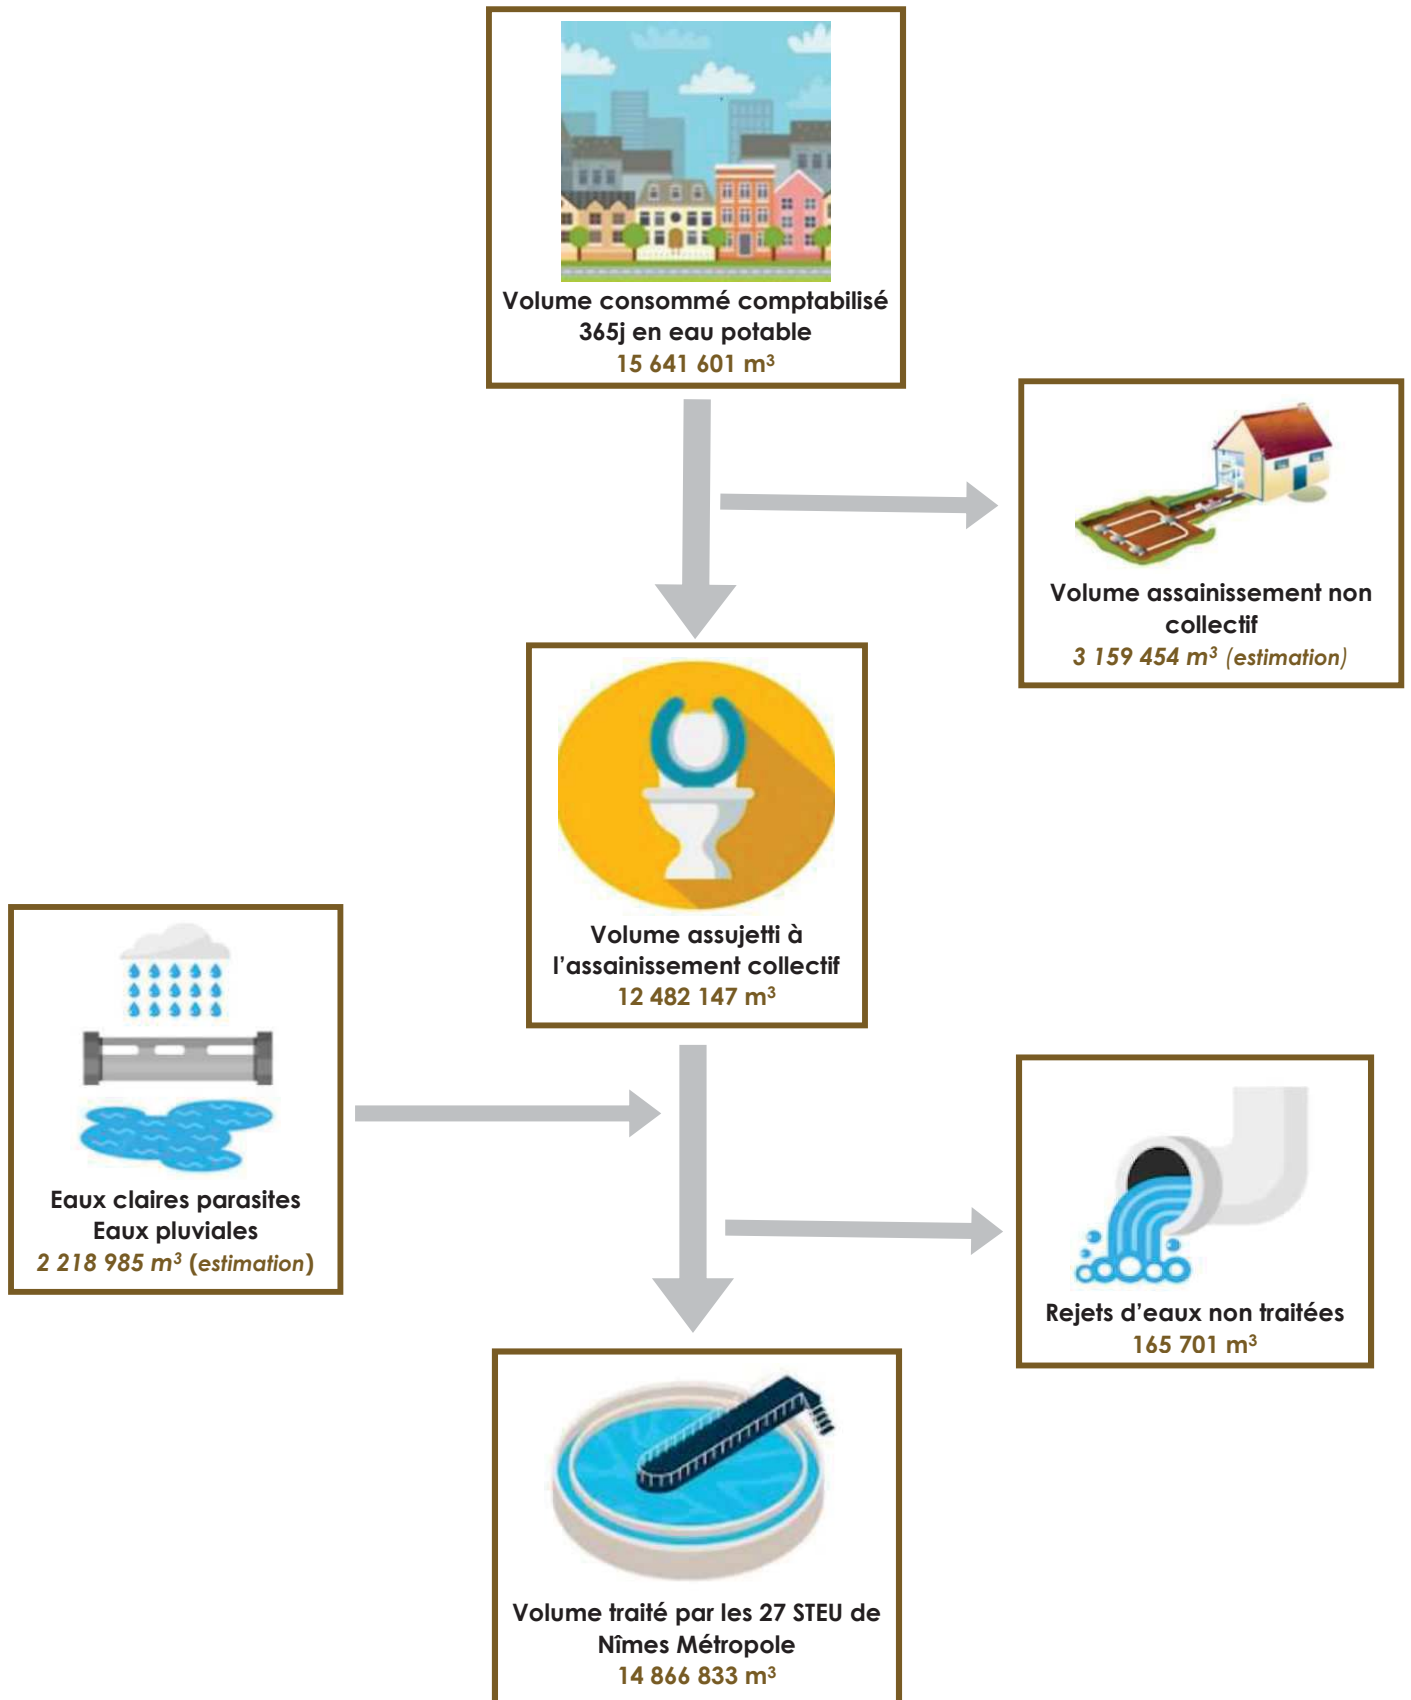 Volume consommé comptabilisé
365j en eau potable
15 641 601 m³
Volume assainissement non
collectif
3 159 454 m³ (estimation)
Volume assujetti à
l’assainissement collectif
12 482 147 m³
Eaux claires parasites
Eaux pluviales
2 218 985 m³ (estimation)
Rejets d’eaux non traitées
165 701 m³
Volume traité par les 27 STEU de
Nîmes Métropole
14 866 833 m³